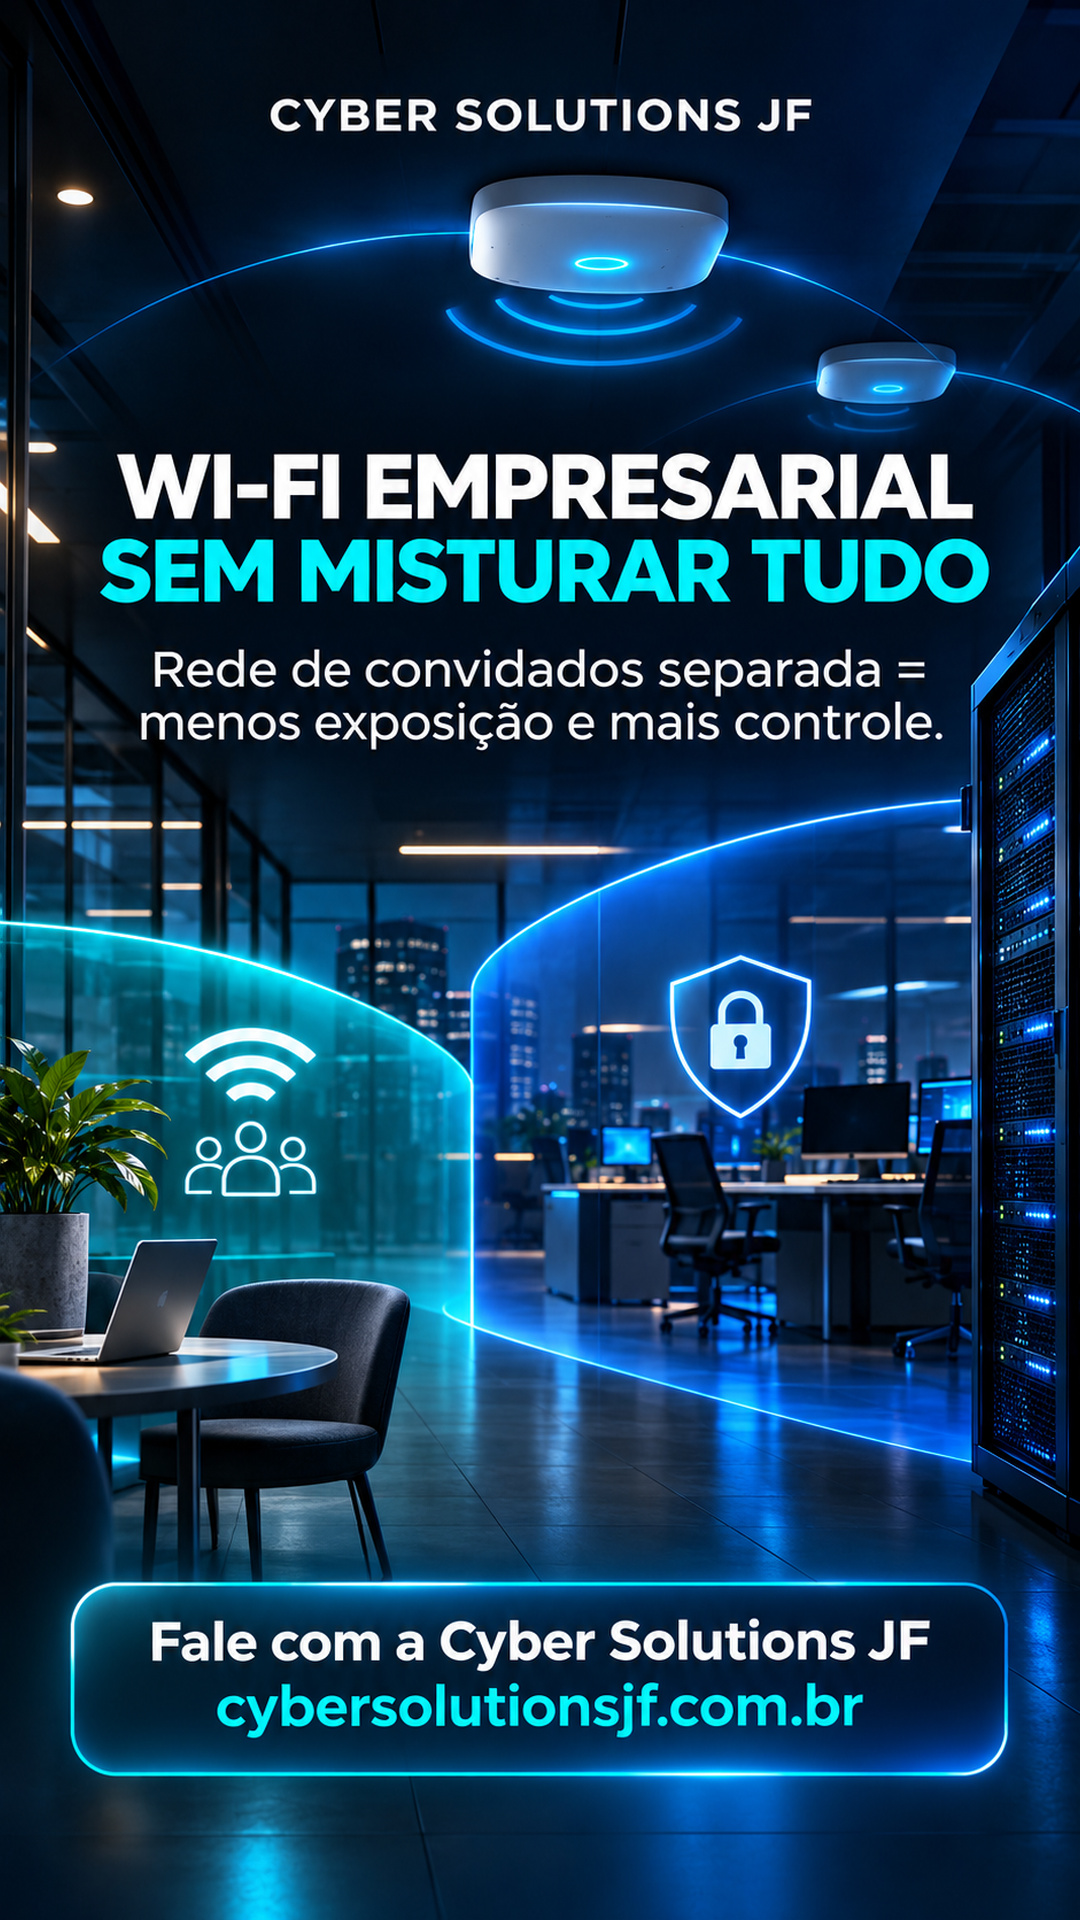 CYBER SOLUTIONS JF
WI-FI EMPRESARIAL
SEM MISTURAR TUDO
Rede de convidados separada =
menos exposição e mais controle.
Fale com a Cyber Solutions JF
cybersolutionsjf.com.br